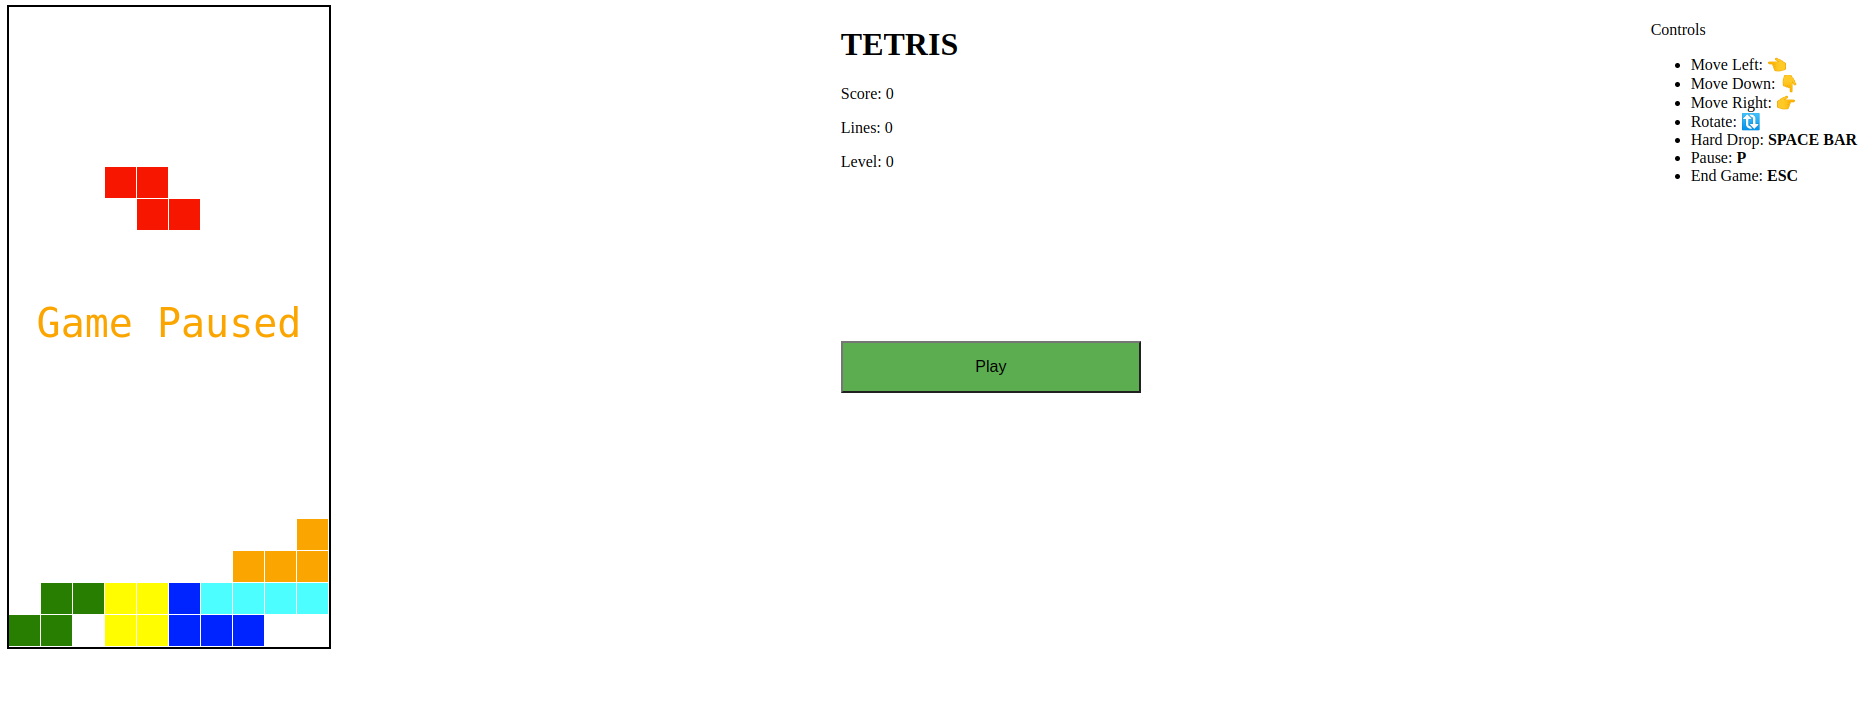 TETRIS
Score: 0
Lines: 0
Level: 0
Game Paused
Play
Controls
Move Left: 👈
Move Down: 👇
Move Right: 👉
Rotate: 🔃
Hard Drop: SPACE BAR
Pause: P
End Game: ESC